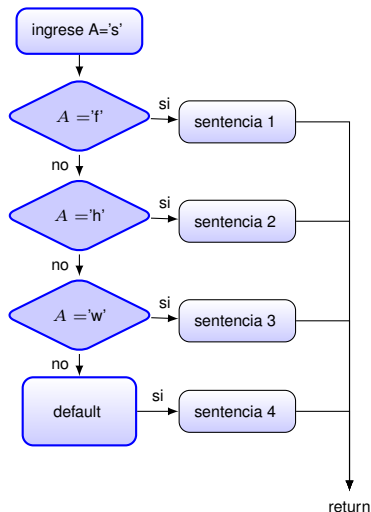 ingrese A='s'
A ='f'
si
sentencia 1
no
A ='h'
si
sentencia 2
no
A ='w'
si
sentencia 3
no
default
si
sentencia 4
return